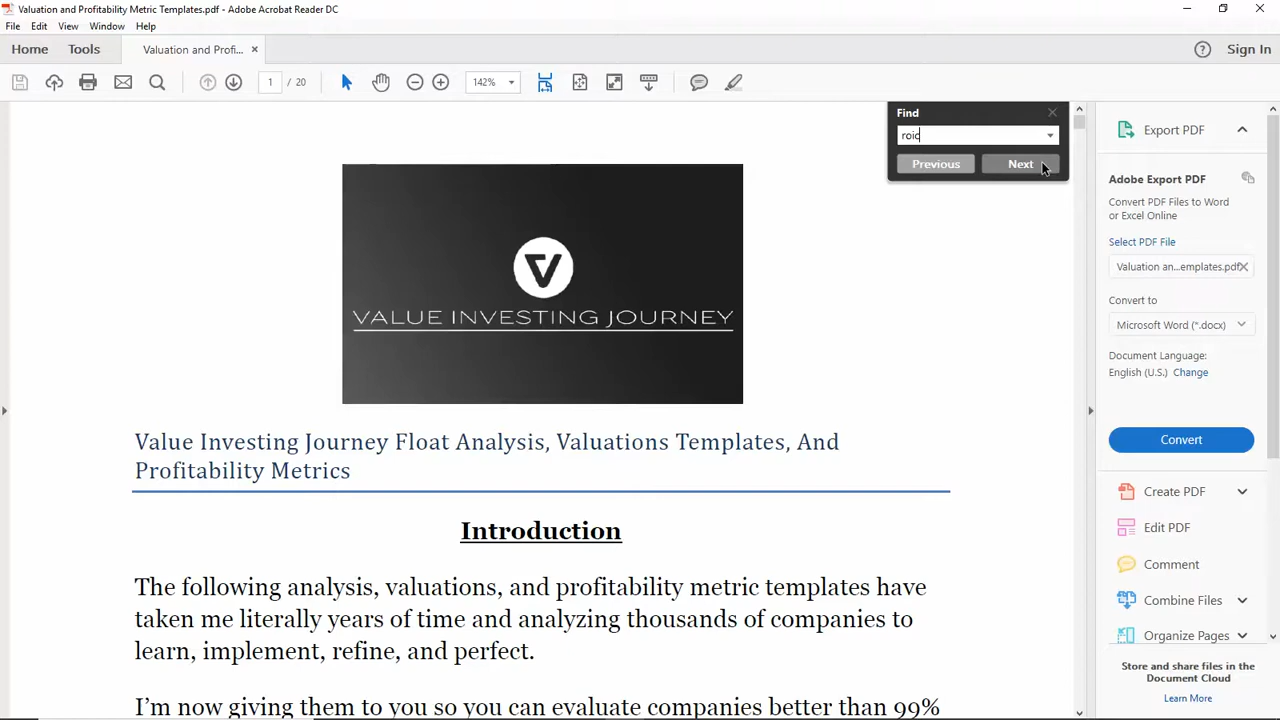 Valuation and Profitability Metric Templates.pdf - Adobe Acrobat Reader DC
File Edit View Window Help
Home Tools Valuation and Profi... × Sign In
1 / 20 142%
Find
roic
Previous Next
VALUE INVESTING JOURNEY
Value Investing Journey Float Analysis, Valuations Templates, And
Profitability Metrics
Introduction
The following analysis, valuations, and profitability metric templates have
taken me literally years of time and analyzing thousands of companies to
learn, implement, refine, and perfect.
I’m now giving them to you so you can evaluate companies better than 99%
Export PDF
Adobe Export PDF
Convert PDF Files to Word
or Excel Online
Select PDF File
Valuation an...emplates.pdf
Convert to
Microsoft Word (*.docx)
Document Language:
English (U.S.) Change
Convert
Create PDF
Edit PDF
Comment
Combine Files
Organize Pages
Store and share files in the
Document Cloud
Learn More